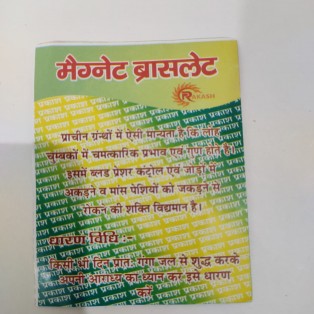 मैग्नेट ब्रासलेट
PRAKASH
प्राचीन ग्रन्थों में ऐसी मान्यता है कि लौह
चुम्बकों में चमत्कारिक प्रभाव एवं गुण होते है।
इसमें ब्लड प्रेशर कंट्रोल एवं जोड़ों में
अकड़ने व मांस पेशियों को जकड़ने से
रोकने की शक्ति विद्यमान है।
धारण विधि :-
किसी भी दिन प्रातः गंगा जल से शुद्ध करके
अपनी आराध्य का ध्यान कर इसे धारण
करें